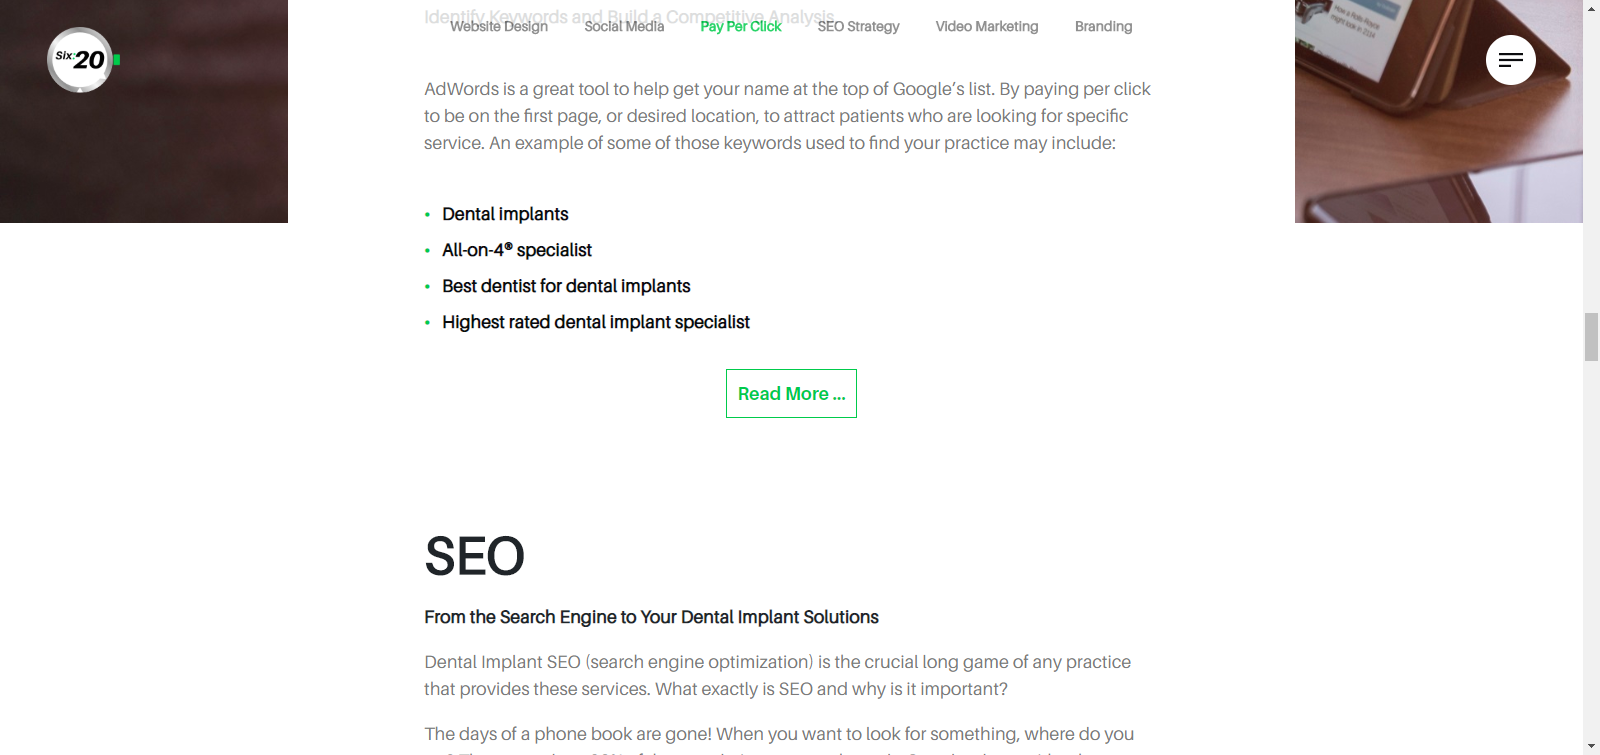 Identify Keywords and Build a Competitive Analysis
Website Design Social Media Pay Per Click SEO Strategy Video Marketing Branding
Six:20
AdWords is a great tool to help get your name at the top of Google’s list. By paying per click
to be on the first page, or desired location, to attract patients who are looking for specific
service. An example of some of those keywords used to find your practice may include:
• Dental implants
• All-on-4® specialist
• Best dentist for dental implants
• Highest rated dental implant specialist
Read More ...
SEO
From the Search Engine to Your Dental Implant Solutions
Dental Implant SEO (search engine optimization) is the crucial long game of any practice
that provides these services. What exactly is SEO and why is it important?
The days of a phone book are gone! When you want to look for something, where do you